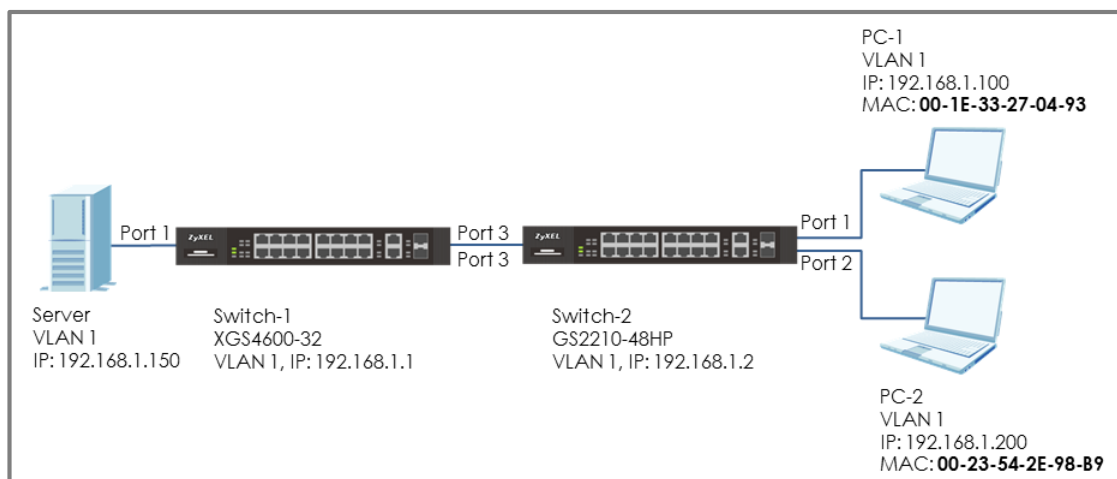 PC-1
VLAN 1
IP: 192.168.1.100
MAC: 00-1E-33-27-04-93
Port 1
ZyXEL
Port 3
Port 3
ZyXEL
Port 1
Port 2
Server
VLAN 1
IP: 192.168.1.150
Switch-1
XGS4600-32
VLAN 1, IP: 192.168.1.1
Switch-2
GS2210-48HP
VLAN 1, IP: 192.168.1.2
PC-2
VLAN 1
IP: 192.168.1.200
MAC: 00-23-54-2E-98-B9